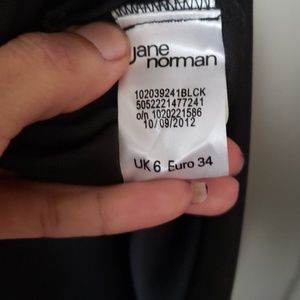 jane
norman
102039241BLCK
5052221477241
o/n 1020221586
10/09/2012
UK 6 Euro 34